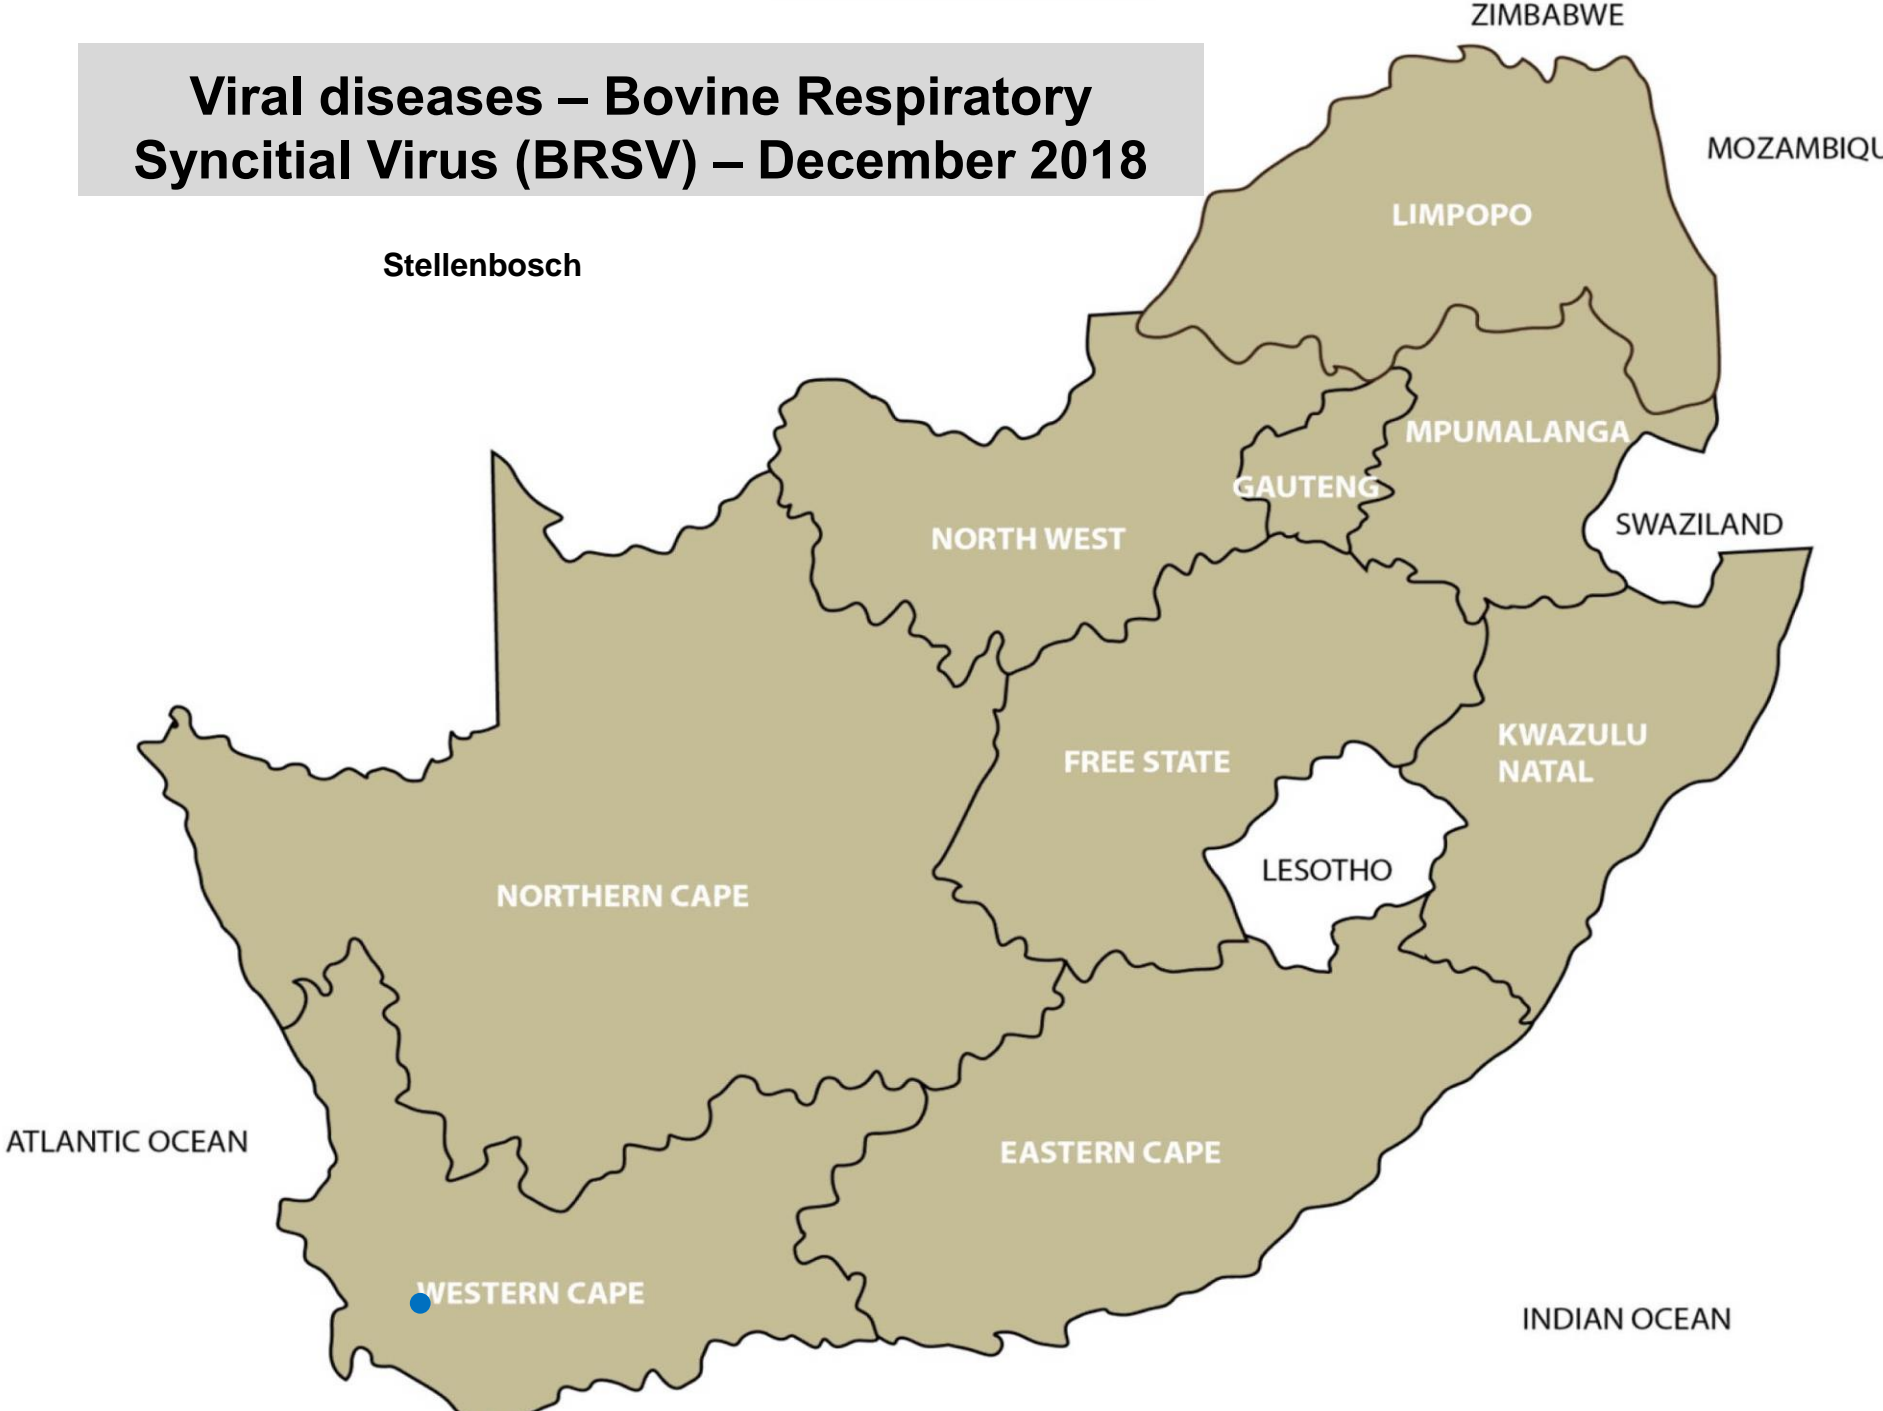 ZIMBABWE
Viral diseases – Bovine Respiratory
Syncitial Virus (BRSV) – December 2018
MOZAMBIQU
LIMPOPO
Stellenbosch
MPUMALANGA
GAUTENG
SWAZILAND
NORTH WEST
KWAZULU
NATAL
FREE STATE
LESOTHO
NORTHERN CAPE
ATLANTIC OCEAN
EASTERN CAPE
WESTERN CAPE
INDIAN OCEAN